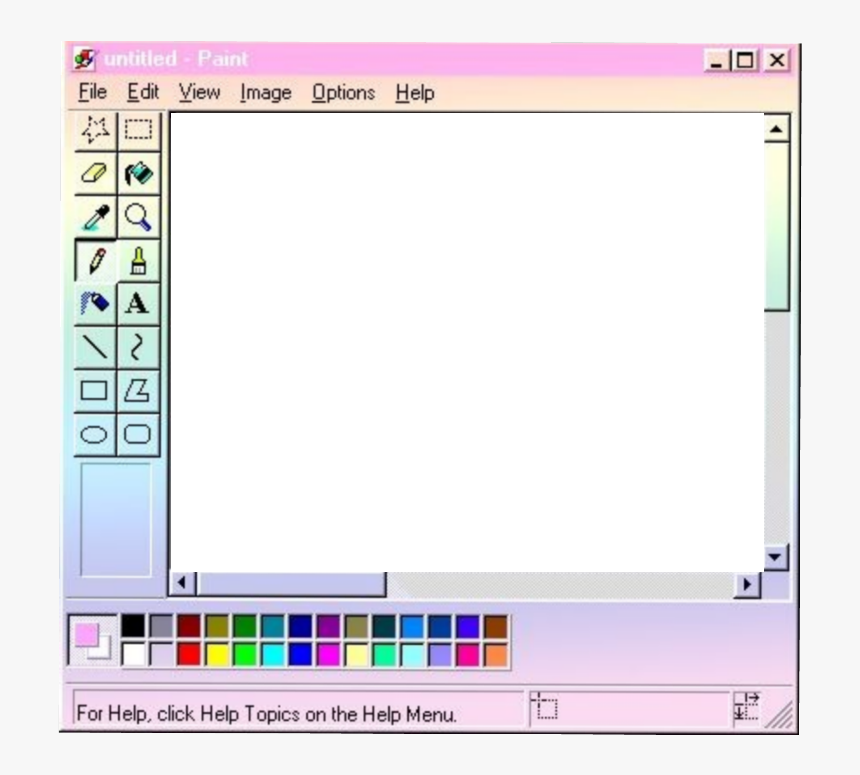 untitled - Paint
File Edit View Image Options Help
A
For Help, click Help Topics on the Help Menu.